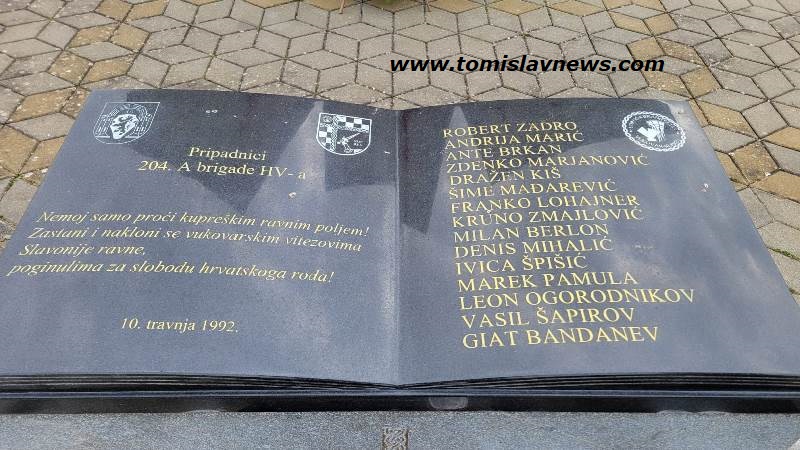 www.tomislavnews.com
Pripadnici
204. A brigade HV- a
Nemoj samo proći kupreškim ravnim poljem!
Zastani i nakloni se vukovarskim vitezovima
Slavonije ravne,
poginulima za slobodu hrvatskoga roda!
10. travnja 1992.
ROBERT ZADRO
ANDRIJA MARIĆ
ANTE BRKAN
ZDENKO MARJANOVIĆ
DRAŽEN KIŠ
ŠIME MAĐAREVIĆ
FRANKO LOHAJNER
KRUNO ZMAJLOVIĆ
MILAN BERLON
DENIS MIHALIĆ
IVICA ŠPIŠIĆ
MAREK PAMULA
LEON OGORODNIKOV
VASIL ŠAPIROV
GIAT BANDANEV